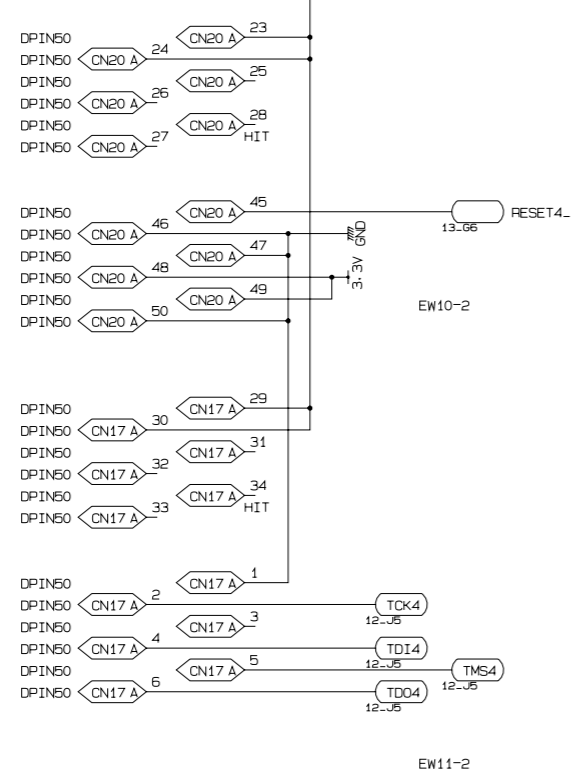 DPIN50 CN20 A 23
DPIN50 CN20 A 24
DPIN50 CN20 A 25
DPIN50 CN20 A 26
DPIN50 CN20 A 28
HIT
DPIN50 CN20 A 27
DPIN50 CN20 A 45 RESET4_
13_G6
DPIN50 CN20 A 46 GND
DPIN50 CN20 A 47
DPIN50 CN20 A 48 3.3V
DPIN50 CN20 A 49
EW10-2
DPIN50 CN20 A 50
DPIN50 CN17 A 29
DPIN50 CN17 A 30
DPIN50 CN17 A 31
DPIN50 CN17 A 32
DPIN50 CN17 A 34
HIT
DPIN50 CN17 A 33
DPIN50 CN17 A 1
DPIN50 CN17 A 2 TCK4
12_J5
DPIN50 CN17 A 3
DPIN50 CN17 A 4 TDI4
12_J5
DPIN50 CN17 A 5 TMS4
12_J5
DPIN50 CN17 A 6 TDO4
12_J5
EW11-2